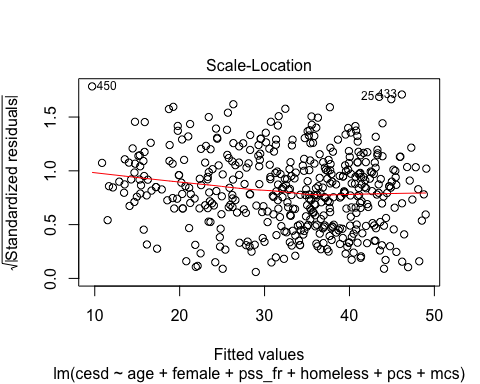 Scale-Location
√|Standardized residuals|
0.0 0.5 1.0 1.5
450
25
433
10 20 30 40 50
Fitted values
lm(cesd ~ age + female + pss_fr + homeless + pcs + mcs)